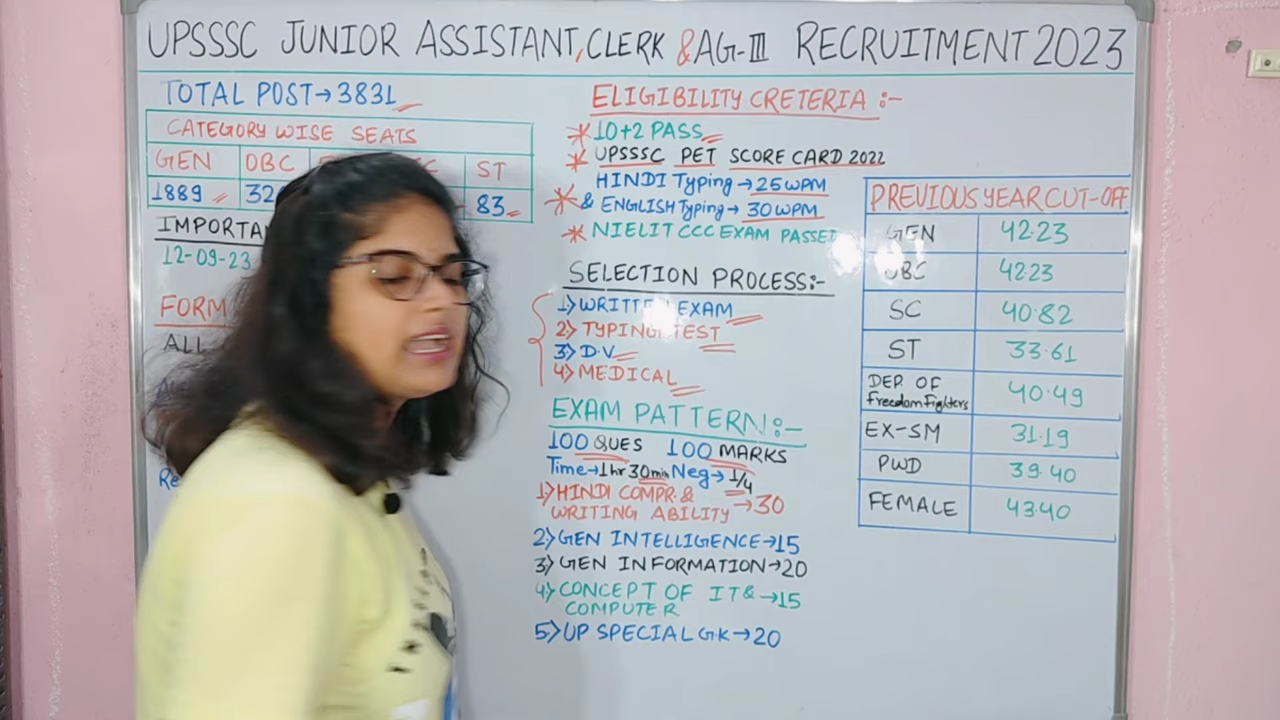 UPSSSC JUNIOR ASSISTANT, CLERK & AG-III RECRUITMENT 2023
TOTAL POST→3831
CATEGORY WISE SEATS
GEN OBC ST
1889 83
12-09-23
FORM
ALL
ELIGIBILITY CRETERIA :-
* 10+2 PASS
* UPSSSC PET SCORE CARD 2022
HINDI Typing → 25 WPM
* & ENGLISH Typing → 30 WPM
* NIELIT CCC EXAM PASSED
SELECTION PROCESS:-
1) WRITTEN EXAM
2) TYPING TEST
3) D.V
4) MEDICAL
EXAM PATTERN:-
100 QUES 100 MARKS
Time→1hr 30min Neg→1/4
1) HINDI COMPR. &
WRITING ABILITY →30
2) GEN INTELLIGENCE→15
3) GEN INFORMATION→20
4) CONCEPT OF IT & →15
COMPUTER
5) UP SPECIAL GK→20
PREVIOUS YEAR CUT-OFF
GEN 42.23
OBC 42.23
SC 40.82
ST 33.61
DEP. OF
Freedom Fighters 40.49
EX-SM 31.19
PWD 39.40
FEMALE 43.40